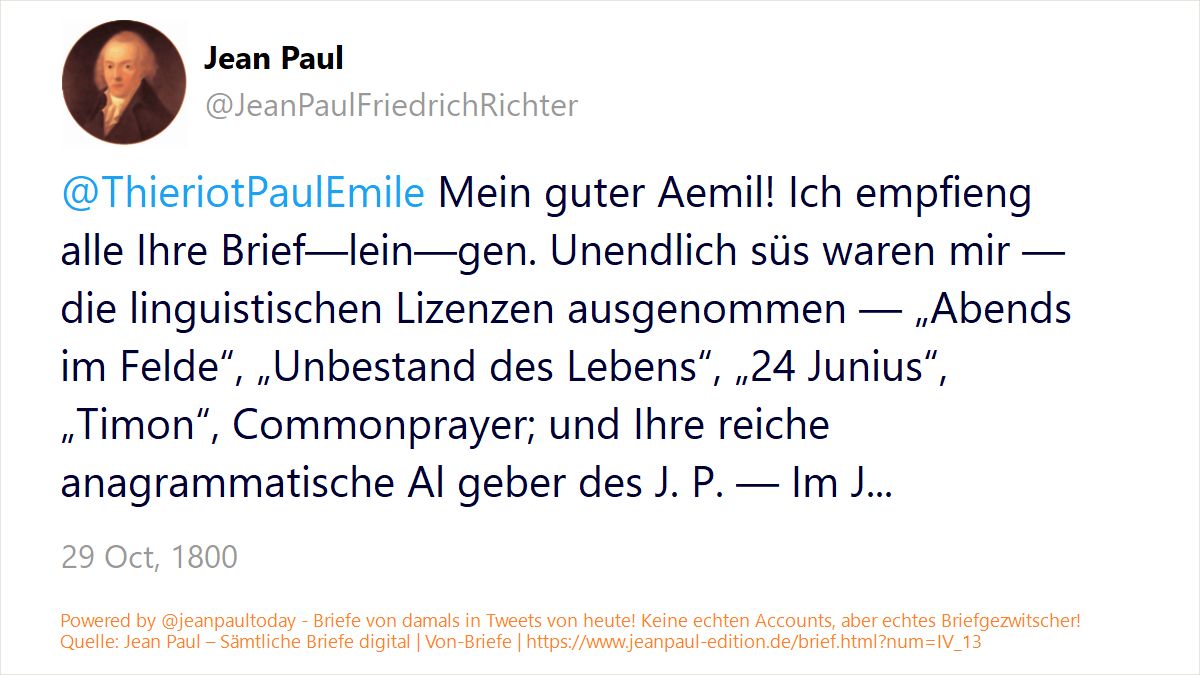 Jean Paul
@JeanPaulFriedrichRichter
@ThieriotPaulEmile Mein guter Aemil! Ich empfieng
alle Ihre Brief—lein—gen. Unendlich süs waren mir —
die linguistischen Lizenzen ausgenommen — „Abends
im Felde“, „Unbestand des Lebens“, „24 Junius“,
„Timon“, Commonprayer; und Ihre reiche
anagrammatische Al geber des J. P. — Im J...
29 Oct, 1800
Powered by @jeanpaultoday - Briefe von damals in Tweets von heute! Keine echten Accounts, aber echtes Briefgezwitscher!
Quelle: Jean Paul – Sämtliche Briefe digital | Von-Briefe | https://www.jeanpaul-edition.de/brief.html?num=IV_13